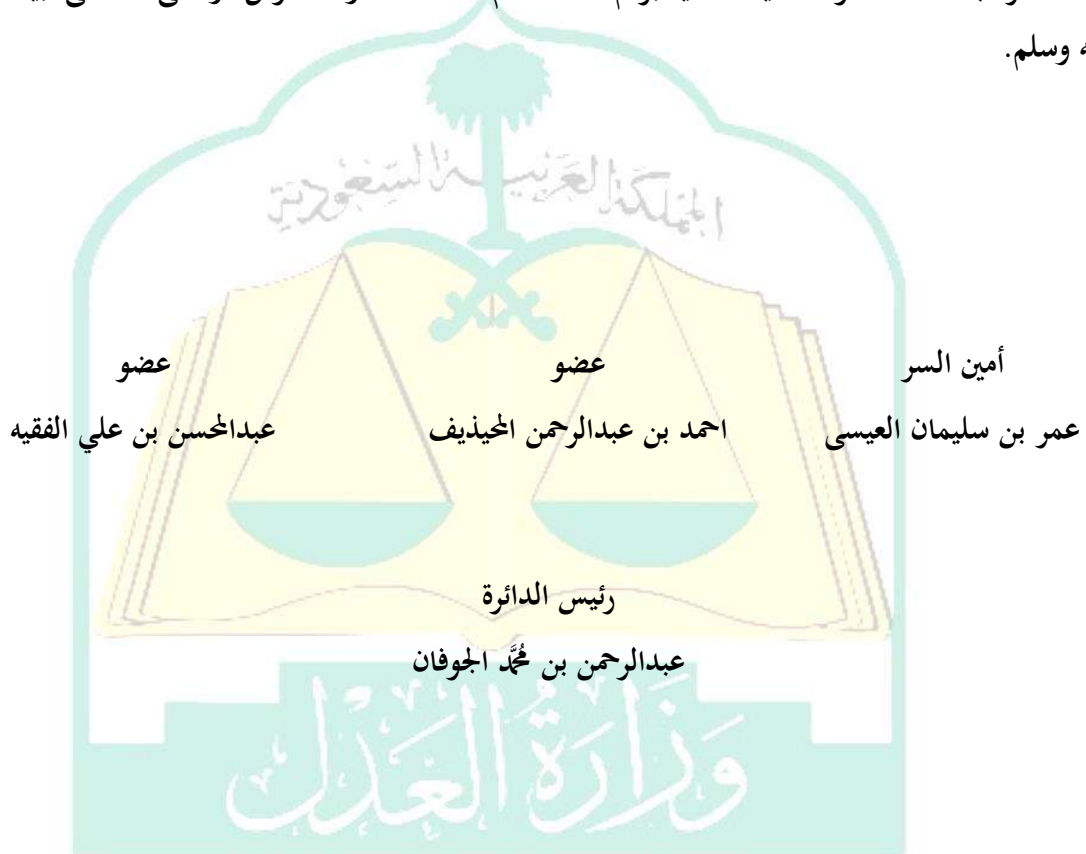 وسلم.
المملكة العربية السعودية
أمين السر عضو عضو
عمر بن سليمان العيسى احمد بن عبدالرحمن المحيذيف عبدالمحسن بن علي الفقيه
رئيس الدائرة
عبدالرحمن بن مُحَمَّد الجوفان
وزارة العدل